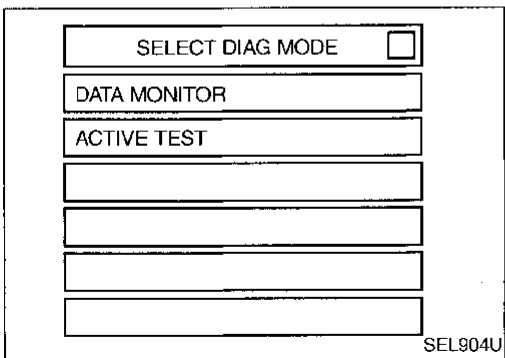 SELECT DIAG MODE
DATA MONITOR
ACTIVE TEST
SEL904U